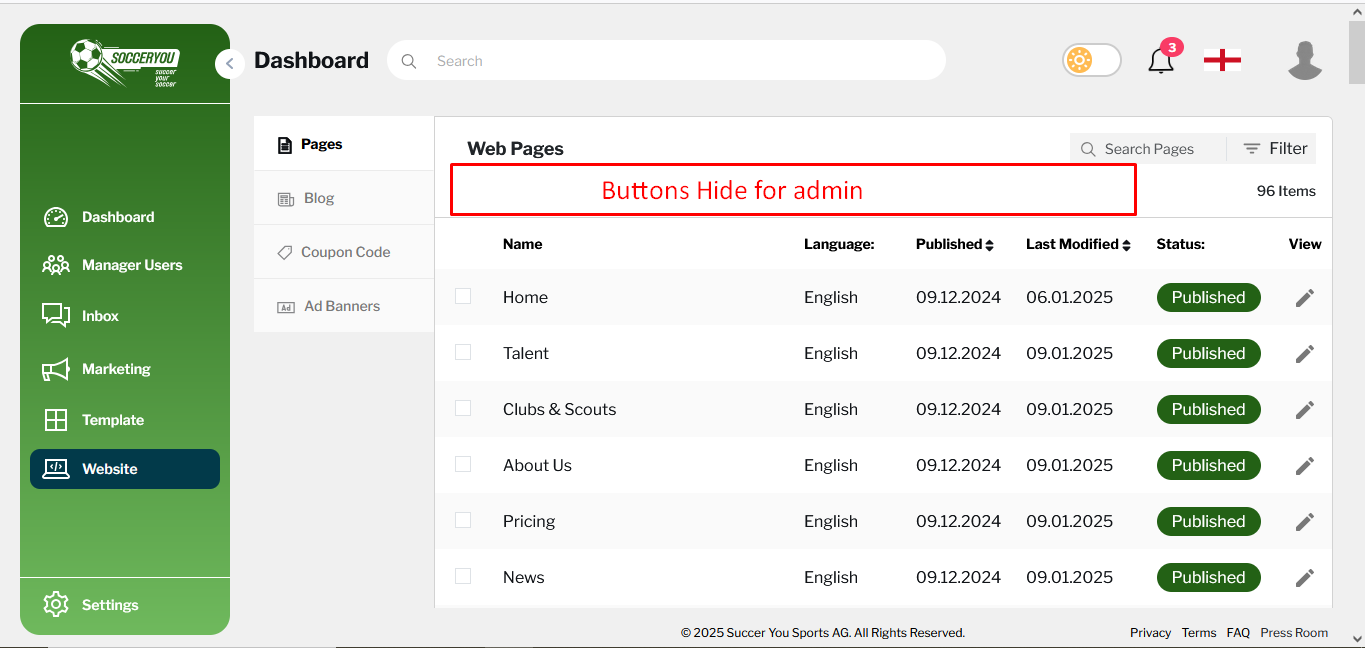 SOCCERYOU
succer
your
soccer
Dashboard
Search
3
Dashboard
Manager Users
Inbox
Marketing
Template
Website
Settings
Pages
Blog
Coupon Code
Ad
Ad Banners
Web Pages
Search Pages
Filter
Buttons Hide for admin
96 Items
Name Language: Published Last Modified Status: View
Home English 09.12.2024 06.01.2025 Published
Talent English 09.12.2024 09.01.2025 Published
Clubs & Scouts English 09.12.2024 09.01.2025 Published
About Us English 09.12.2024 09.01.2025 Published
Pricing English 09.12.2024 09.01.2025 Published
News English 09.12.2024 09.01.2025 Published
© 2025 Succer You Sports AG. All Rights Reserved. Privacy Terms FAQ Press Room